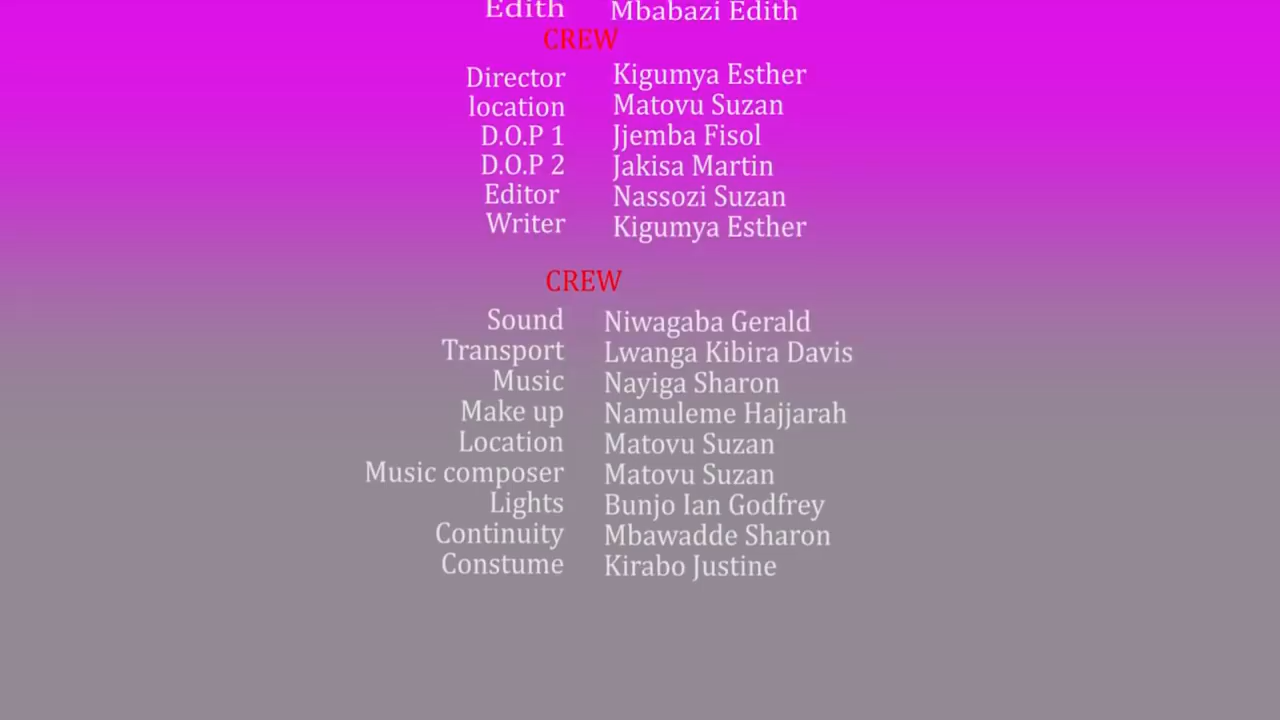 Edith Mbabazi Edith
CREW
Director Kigumya Esther
location Matovu Suzan
D.O.P 1 Jjemba Fisol
D.O.P 2 Jakisa Martin
Editor Nassozi Suzan
Writer Kigumya Esther
CREW
Sound Niwagaba Gerald
Transport Lwanga Kibira Davis
Music Nayiga Sharon
Make up Namuleme Hajjarah
Location Matovu Suzan
Music composer Matovu Suzan
Lights Bunjo Ian Godfrey
Continuity Mbawadde Sharon
Constume Kirabo Justine